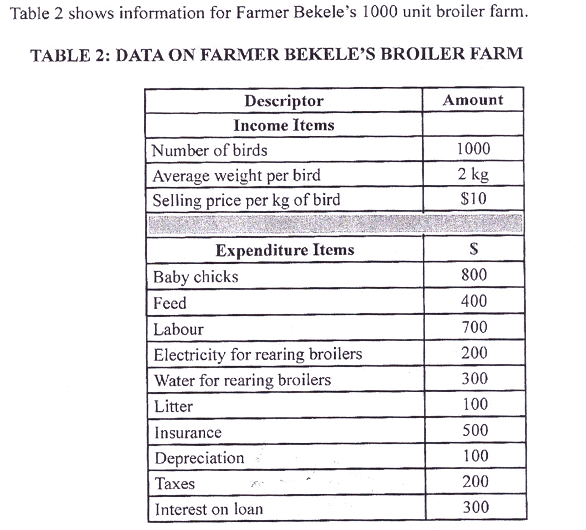 Table 2 shows information for Farmer Bekele's 1000 unit broiler farm.
TABLE 2: DATA ON FARMER BEKELE'S BROILER FARM
Descriptor Amount
Income Items
Number of birds 1000
Average weight per bird 2 kg
Selling price per kg of bird $10
Expenditure Items $
Baby chicks 800
Feed 400
Labour 700
Electricity for rearing broilers 200
Water for rearing broilers 300
Litter 100
Insurance 500
Depreciation 100
Taxes 200
Interest on loan 300